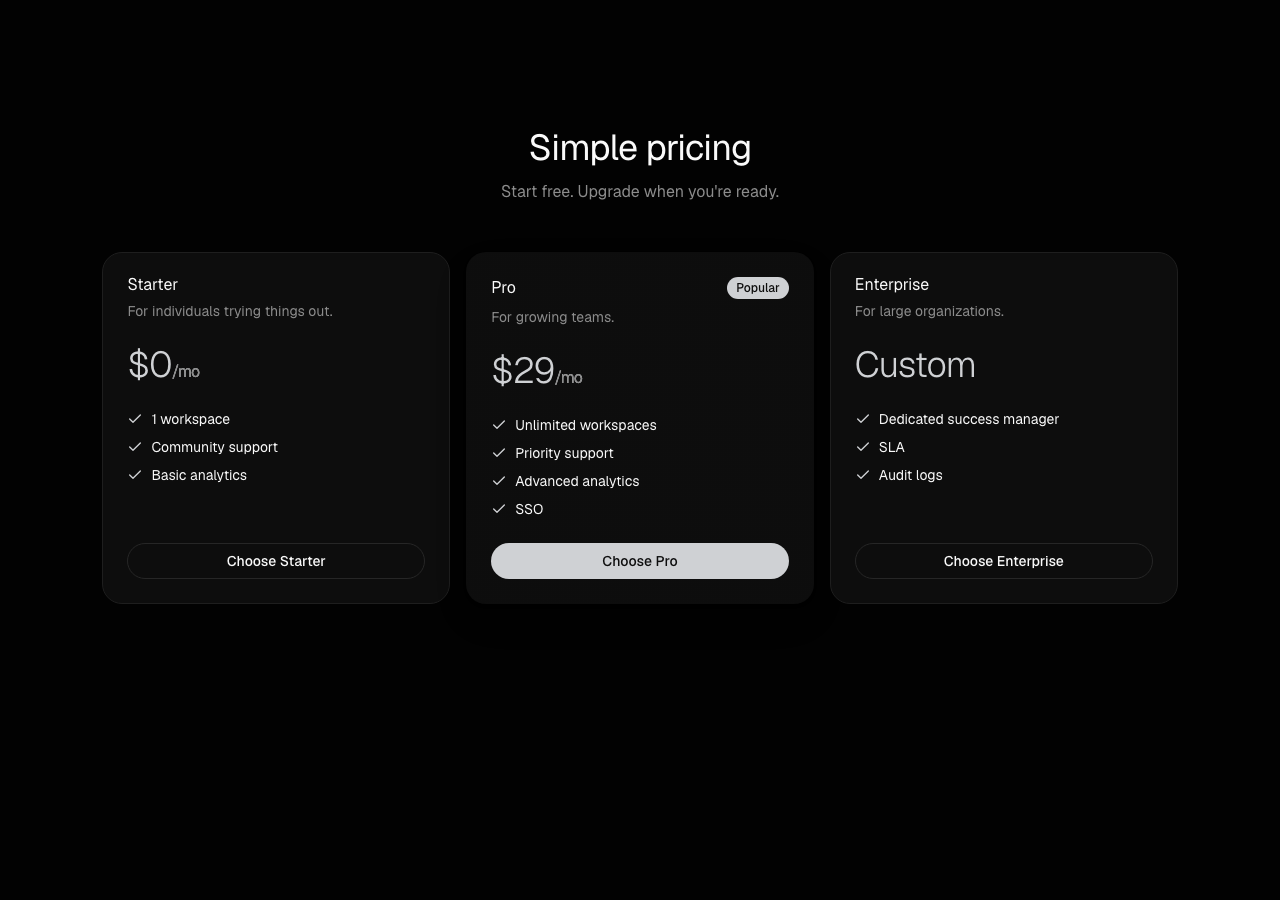 Simple pricing
Start free. Upgrade when you're ready.
Starter
For individuals trying things out.
$0/mo
1 workspace
Community support
Basic analytics
Choose Starter
Pro
Popular
For growing teams.
$29/mo
Unlimited workspaces
Priority support
Advanced analytics
SSO
Choose Pro
Enterprise
For large organizations.
Custom
Dedicated success manager
SLA
Audit logs
Choose Enterprise